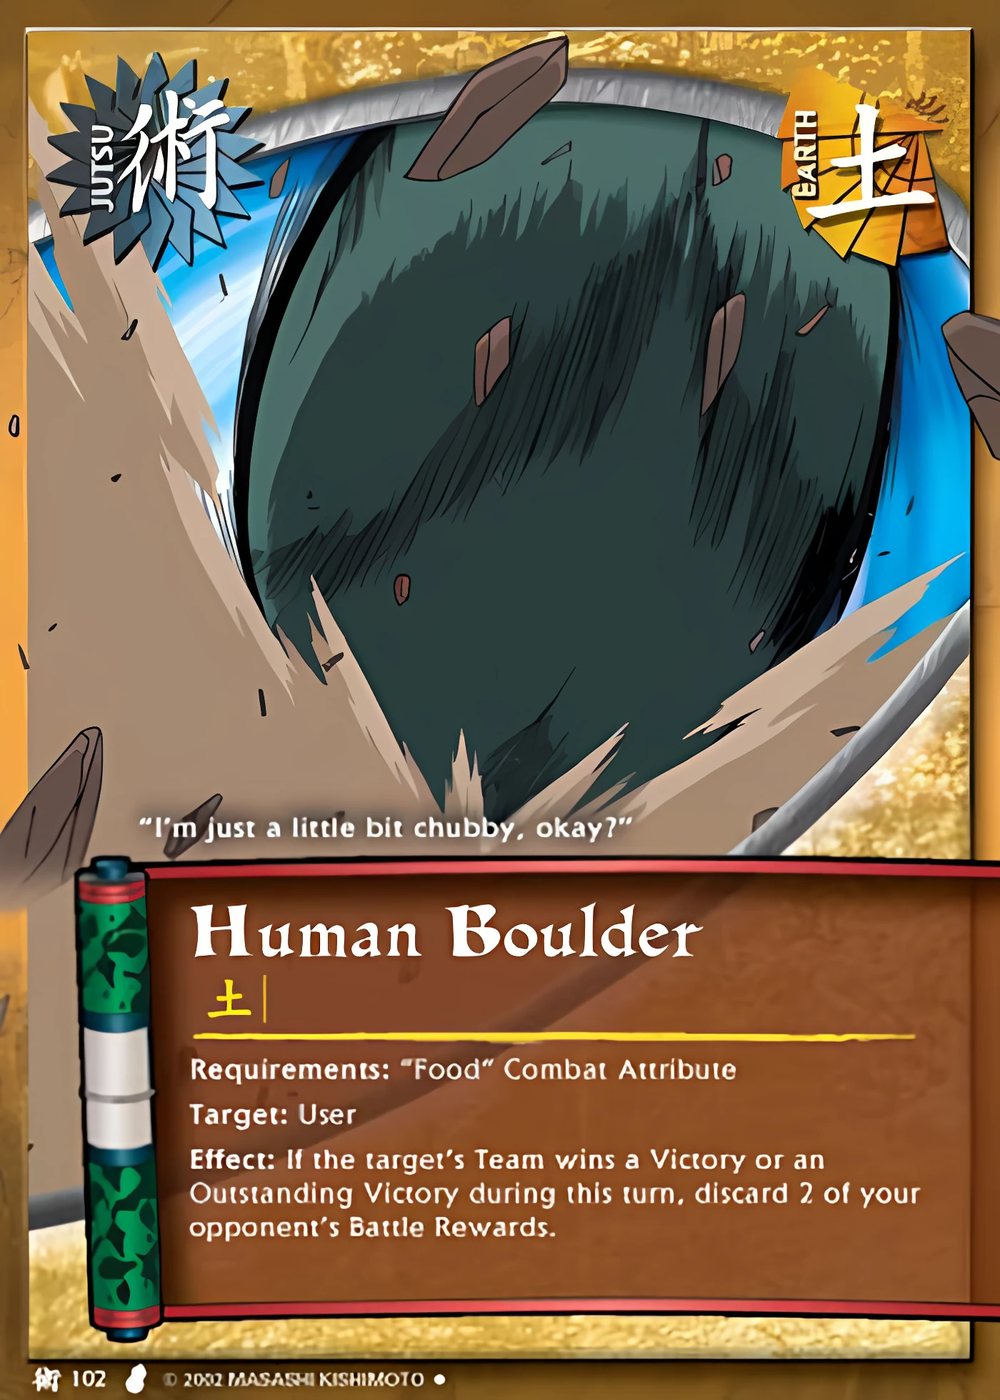 JUTSU
術
EARTH
土
“I’m just a little bit chubby, okay?”
Human Boulder
土
Requirements: “Food” Combat Attribute
Target: User
Effect: If the target’s Team wins a Victory or an
Outstanding Victory during this turn, discard 2 of your
opponent’s Battle Rewards.
術 102 © 2002 MASASHI KISHIMOTO